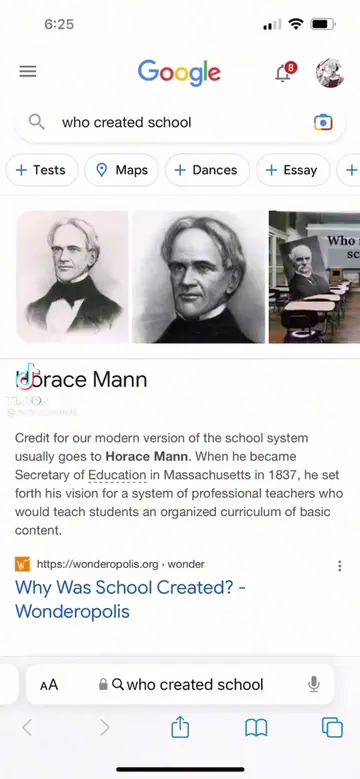 6:25
Google
8
who created school
+ Tests
Maps
+ Dances
+ Essay
+
Who
sc
Horace Mann
TikTok
Credit for our modern version of the school system
usually goes to Horace Mann. When he became
Secretary of Education in Massachusetts in 1837, he set
forth his vision for a system of professional teachers who
would teach students an organized curriculum of basic
content.
W
https://wonderopolis.org › wonder
Why Was School Created? -
Wonderopolis
AA
who created school